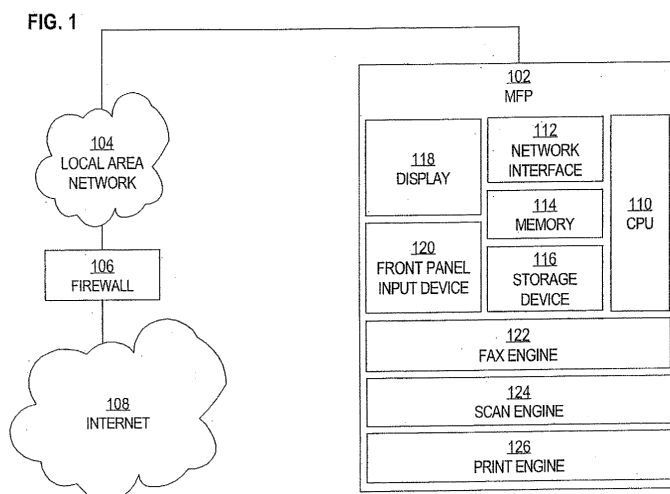 FIG. 1
102
MFP
104
LOCAL AREA
NETWORK
106
FIREWALL
108
INTERNET
118
DISPLAY
112
NETWORK
INTERFACE
110
CPU
114
MEMORY
120
FRONT PANEL
INPUT DEVICE
116
STORAGE
DEVICE
122
FAX ENGINE
124
SCAN ENGINE
126
PRINT ENGINE